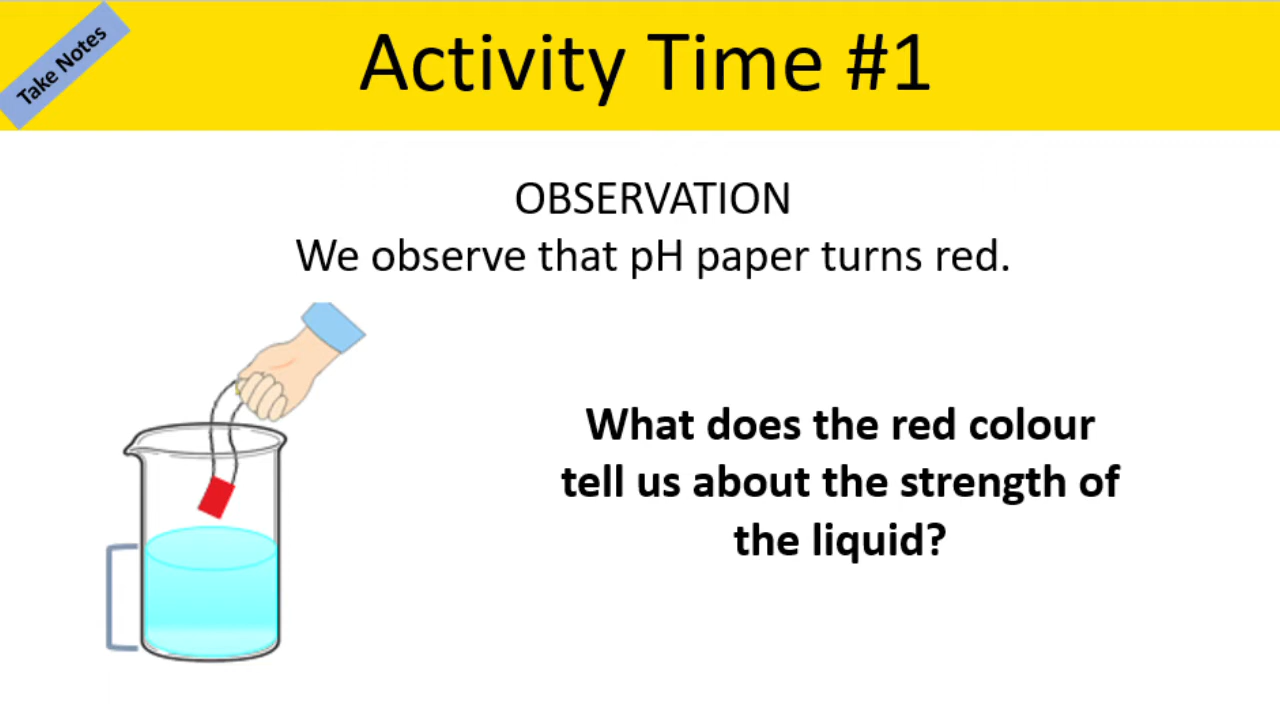 Take Notes
Activity Time #1
OBSERVATION
We observe that pH paper turns red.
What does the red colour
tell us about the strength of
the liquid?